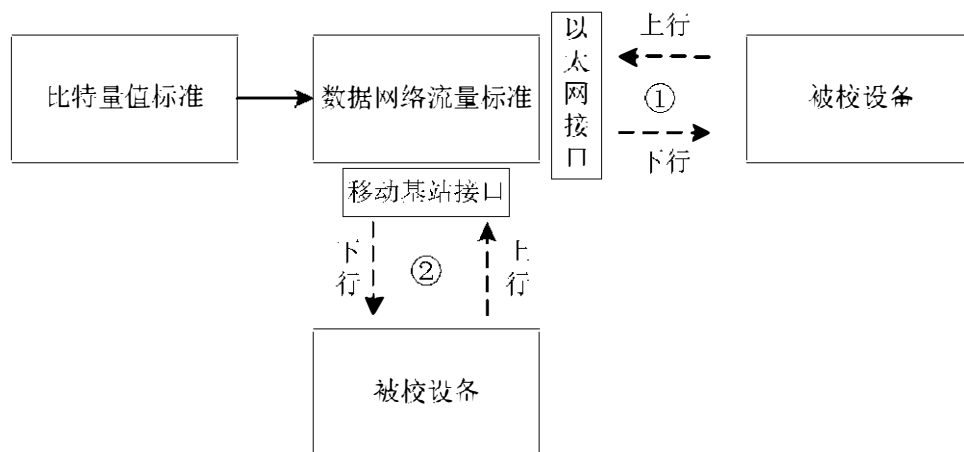 比特量值标准
数据网络流量标准
以太网接口
上行
①
下行
被校设备
移动基站接口
下行
②
上行
被校设备